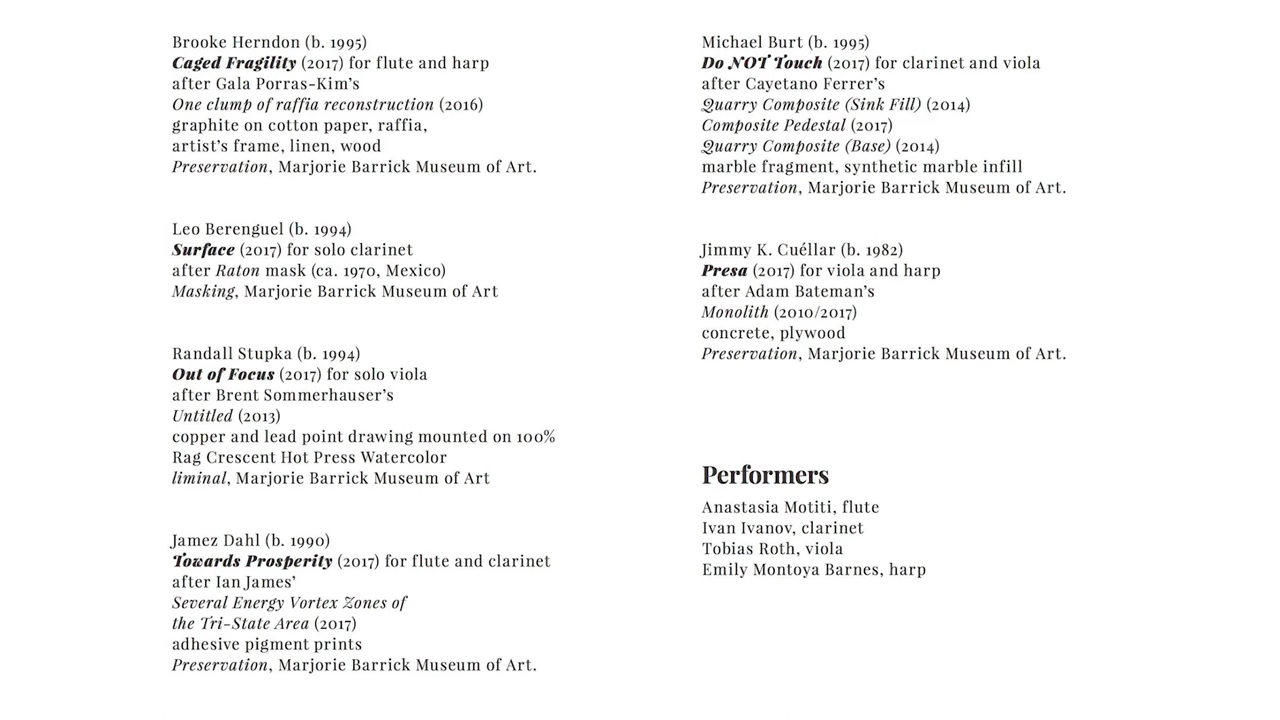 Brooke Herndon (b. 1995)
Caged Fragility (2017) for flute and harp
after Gala Porras-Kim's
One clump of raffia reconstruction (2016)
graphite on cotton paper, raffia,
artist's frame, linen, wood
Preservation, Marjorie Barrick Museum of Art.
Leo Berenguel (b. 1994)
Surface (2017) for solo clarinet
after Raton mask (ca. 1970, Mexico)
Masking, Marjorie Barrick Museum of Art
Randall Stupka (b. 1994)
Out of Focus (2017) for solo viola
after Brent Sommerhauser's
Untitled (2013)
copper and lead point drawing mounted on 100%
Rag Crescent Hot Press Watercolor
liminal, Marjorie Barrick Museum of Art
Jamez Dahl (b. 1990)
Towards Prosperity (2017) for flute and clarinet
after Ian James'
Several Energy Vortex Zones of
the Tri-State Area (2017)
adhesive pigment prints
Preservation, Marjorie Barrick Museum of Art.
Michael Burt (b. 1995)
Do NOT Touch (2017) for clarinet and viola
after Cayetano Ferrer's
Quarry Composite (Sink Fill) (2014)
Composite Pedestal (2017)
Quarry Composite (Base) (2014)
marble fragment, synthetic marble infill
Preservation, Marjorie Barrick Museum of Art.
Jimmy K. Cuéllar (b. 1982)
Presa (2017) for viola and harp
after Adam Bateman's
Monolith (2010/2017)
concrete, plywood
Preservation, Marjorie Barrick Museum of Art.
Performers
Anastasia Motiti, flute
Ivan Ivanov, clarinet
Tobias Roth, viola
Emily Montoya Barnes, harp